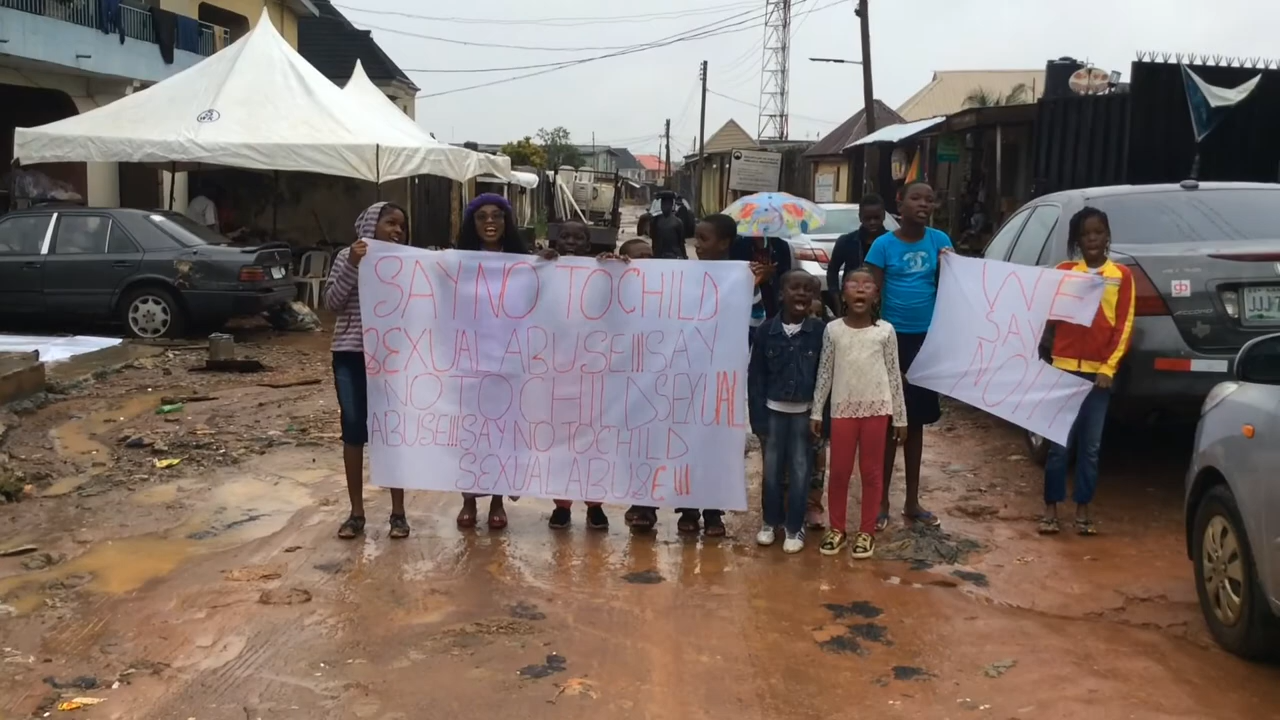 SAY NO TO CHILD
SEXUAL ABUSE!!! SAY
NO TO CHILD SEXUAL
ABUSE!!! SAY NO TO CHILD
SEXUAL ABUSE !!!
WE
SAY
NO!!!